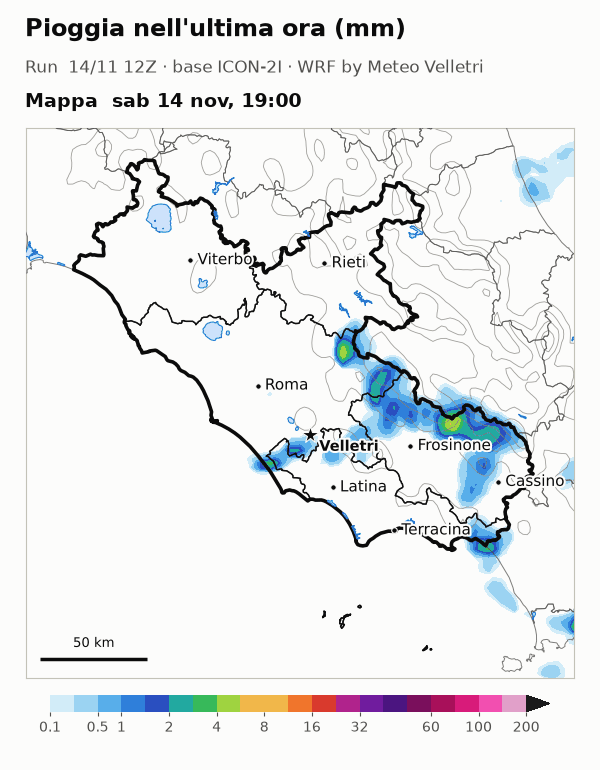 Pioggia nell'ultima ora (mm)
Run 14/11 12Z · base ICON-2I · WRF by Meteo Velletri
Mappa sab 14 nov, 19:00
Viterbo
Rieti
Roma
Velletri
Frosinone
Latina
Cassino
Terracina
50 km
0.1 0.5 1 2 4 8 16 32 60 100 200